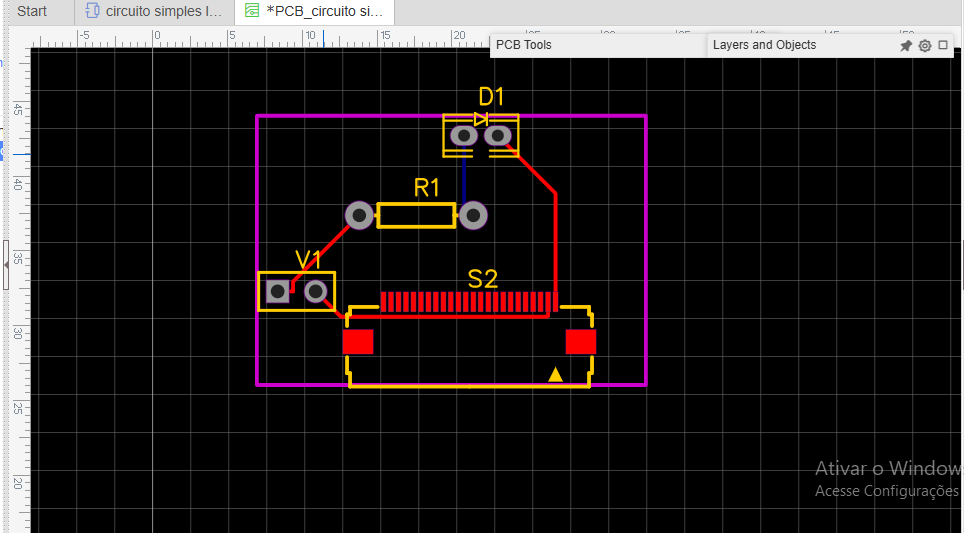 Start
circuito simples l...
*PCB_circuito si...
-5 0 5 10 15 20
PCB Tools
Layers and Objects
D1
45
40
R1
35
V1
S2
30
25
20
Ativar o Window
Acesse Configurações